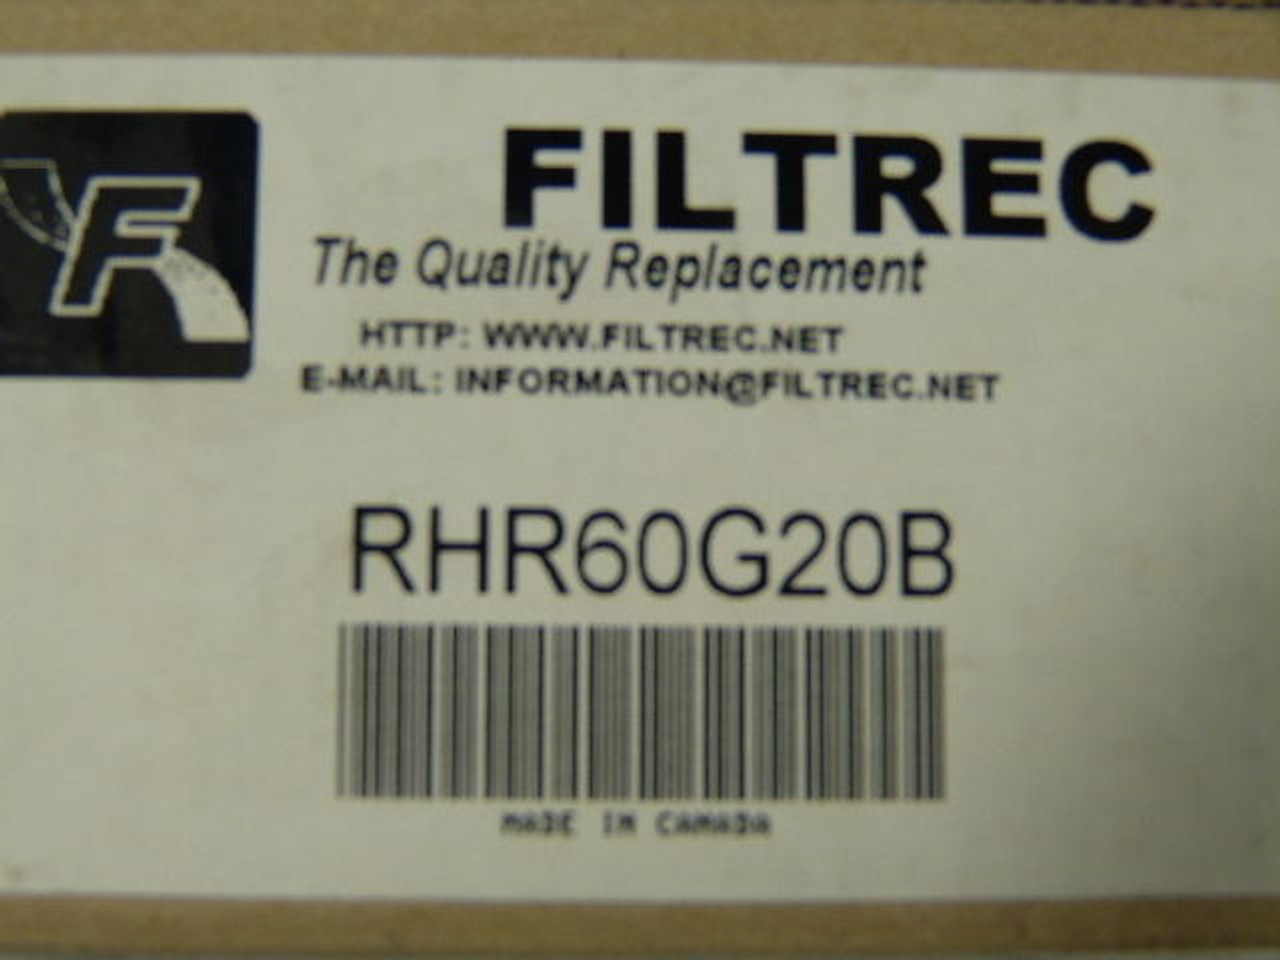 F
FILTREC
The Quality Replacement
HTTP: WWW.FILTREC.NET
E-MAIL: INFORMATION@FILTREC.NET
RHR60G20B
MADE IN CANADA